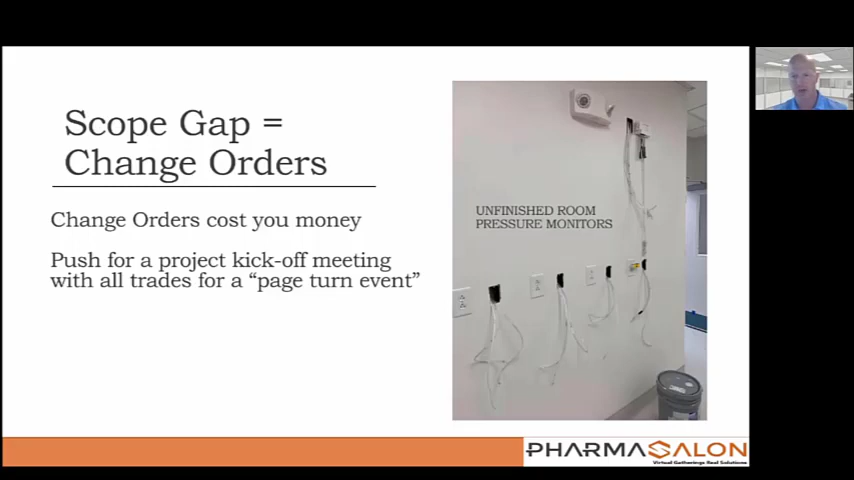 Scope Gap =
Change Orders
Change Orders cost you money
Push for a project kick-off meeting
with all trades for a “page turn event”
UNFINISHED ROOM
PRESSURE MONITORS
PHARMASALON
Virtual Gatherings Real Solutions